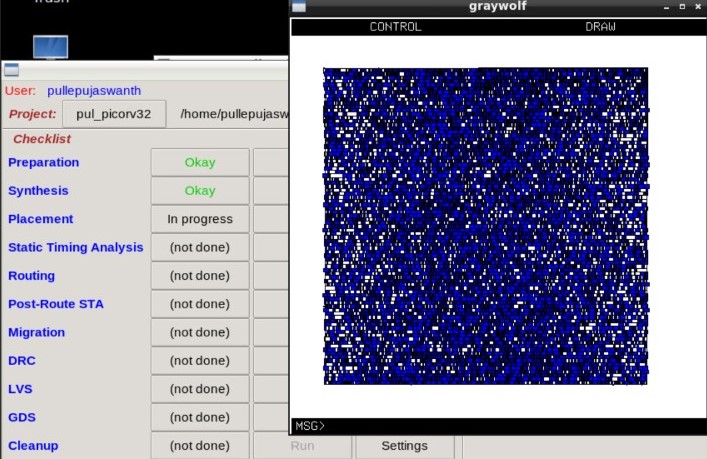 graywolf
CONTROL DRAW
User: pullepujaswanth
Project: pul_picorv32 /home/pullepujasw
Checklist
Preparation Okay
Synthesis Okay
Placement In progress
Static Timing Analysis (not done)
Routing (not done)
Post-Route STA (not done)
Migration (not done)
DRC (not done)
LVS (not done)
GDS (not done)
MSG>
Cleanup (not done) Run Settings